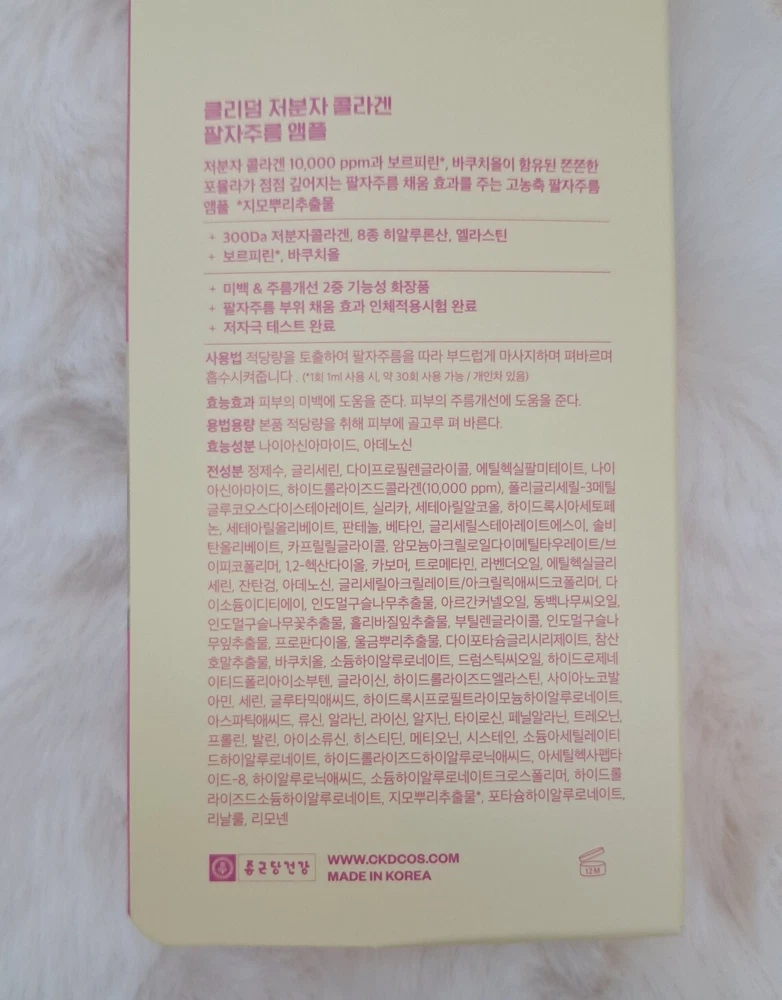 클리덤 저분자 콜라겐
팔자주름 앰플
저분자 콜라겐 10,000 ppm과 보르피린*, 바쿠치올이 함유된 쫀쫀한
포뮬라가 점점 깊어지는 팔자주름 채움 효과를 주는 고농축 팔자주름
앰플 *지모뿌리추출물
+ 300Da 저분자콜라겐, 8종 히알루론산, 엘라스틴
+ 보르피린*, 바쿠치올
+ 미백 & 주름개선 2중 기능성 화장품
+ 팔자주름 부위 채움 효과 인체적용시험 완료
+ 저자극 테스트 완료
사용법 적당량을 토출하여 팔자주름을 따라 부드럽게 마사지하며 펴바르며
흡수시켜줍니다. (*1회 1ml 사용 시, 약 30회 사용 가능 / 개인차 있음)
효능효과 피부의 미백에 도움을 준다. 피부의 주름개선에 도움을 준다.
용법용량 본품 적당량을 취해 피부에 골고루 펴 바른다.
효능성분 나이아신아마이드, 아데노신
전성분 정제수, 글리세린, 다이프로필렌글라이콜, 에틸헥실팔미테이트, 나이
아신아마이드, 하이드롤라이즈드콜라겐(10,000 ppm), 폴리글리세릴-3메틸
글루코오스다이스테아레이트, 실리카, 세테아릴알코올, 하이드록시아세토페
논, 세테아릴올리베이트, 판테놀, 베타인, 글리세릴스테아레이트에스이, 솔비
탄올리베이트, 카프릴릴글라이콜, 암모늄아크릴로일다이메틸타우레이트/브
이피코폴리머, 1,2-헥산다이올, 카보머, 트로메타민, 라벤더오일, 에틸헥실글리
세린, 잔탄검, 아데노신, 글리세릴아크릴레이트/아크릴릭애씨드코폴리머, 다
이소듐이디티에이, 인도멀구슬나무추출물, 아르간커넬오일, 동백나무씨오일,
인도멀구슬나무꽃추출물, 홀리바질잎추출물, 부틸렌글라이콜, 인도멀구슬나
무잎추출물, 프로판다이올, 울금뿌리추출물, 다이포타슘글리시리제이트, 참산
호말추출물, 바쿠치올, 소듐하이알루로네이트, 드럼스틱씨오일, 하이드로제네
이티드폴리아이소부텐, 글라이신, 하이드롤라이즈드엘라스틴, 사이아노코발
아민, 세린, 글루타믹애씨드, 하이드록시프로필트라이모늄하이알루로네이트,
아스파틱애씨드, 류신, 알라닌, 라이신, 알지닌, 타이로신, 페닐알라닌, 트레오닌,
프롤린, 발린, 아이소류신, 히스티딘, 메티오닌, 시스테인, 소듐아세틸레이티
드하이알루로네이트, 하이드롤라이즈드하이알루로닉애씨드, 아세틸헥사펩타
이드-8, 하이알루로닉애씨드, 소듐하이알루로네이트크로스폴리머, 하이드롤
라이즈드소듐하이알루로네이트, 지모뿌리추출물*, 포타슘하이알루로네이트,
리날룰, 리모넨
종근당건강
WWW.CKDCOS.COM
MADE IN KOREA
12M